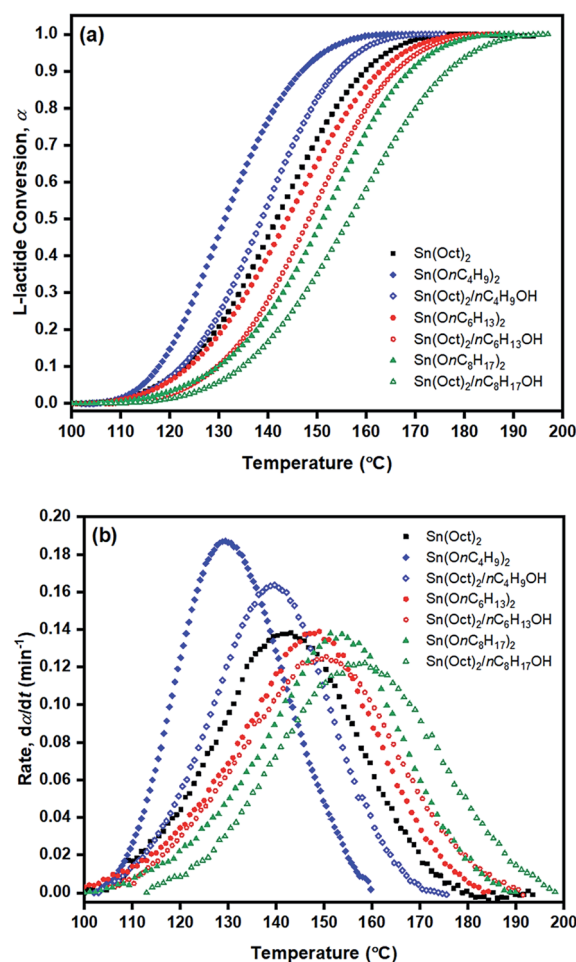 (a)
1.0
0.9
0.8
0.7
0.6
0.5
0.4
0.3
0.2
0.1
0.0
L-lactide Conversion, α
Sn(Oct)₂
Sn(OnC₄H₉)₂
Sn(Oct)₂/nC₄H₉OH
Sn(OnC₆H₁₃)₂
Sn(Oct)₂/nC₆H₁₃OH
Sn(OnC₈H₁₇)₂
Sn(Oct)₂/nC₈H₁₇OH
100 110 120 130 140 150 160 170 180 190 200
Temperature (°C)
(b)
0.20
0.18
0.16
0.14
0.12
0.10
0.08
0.06
0.04
0.02
0.00
Rate, dα/dt (min⁻¹)
Sn(Oct)₂
Sn(OnC₄H₉)₂
Sn(Oct)₂/nC₄H₉OH
Sn(OnC₆H₁₃)₂
Sn(Oct)₂/nC₆H₁₃OH
Sn(OnC₈H₁₇)₂
Sn(Oct)₂/nC₈H₁₇OH
100 110 120 130 140 150 160 170 180 190 200
Temperature (°C)